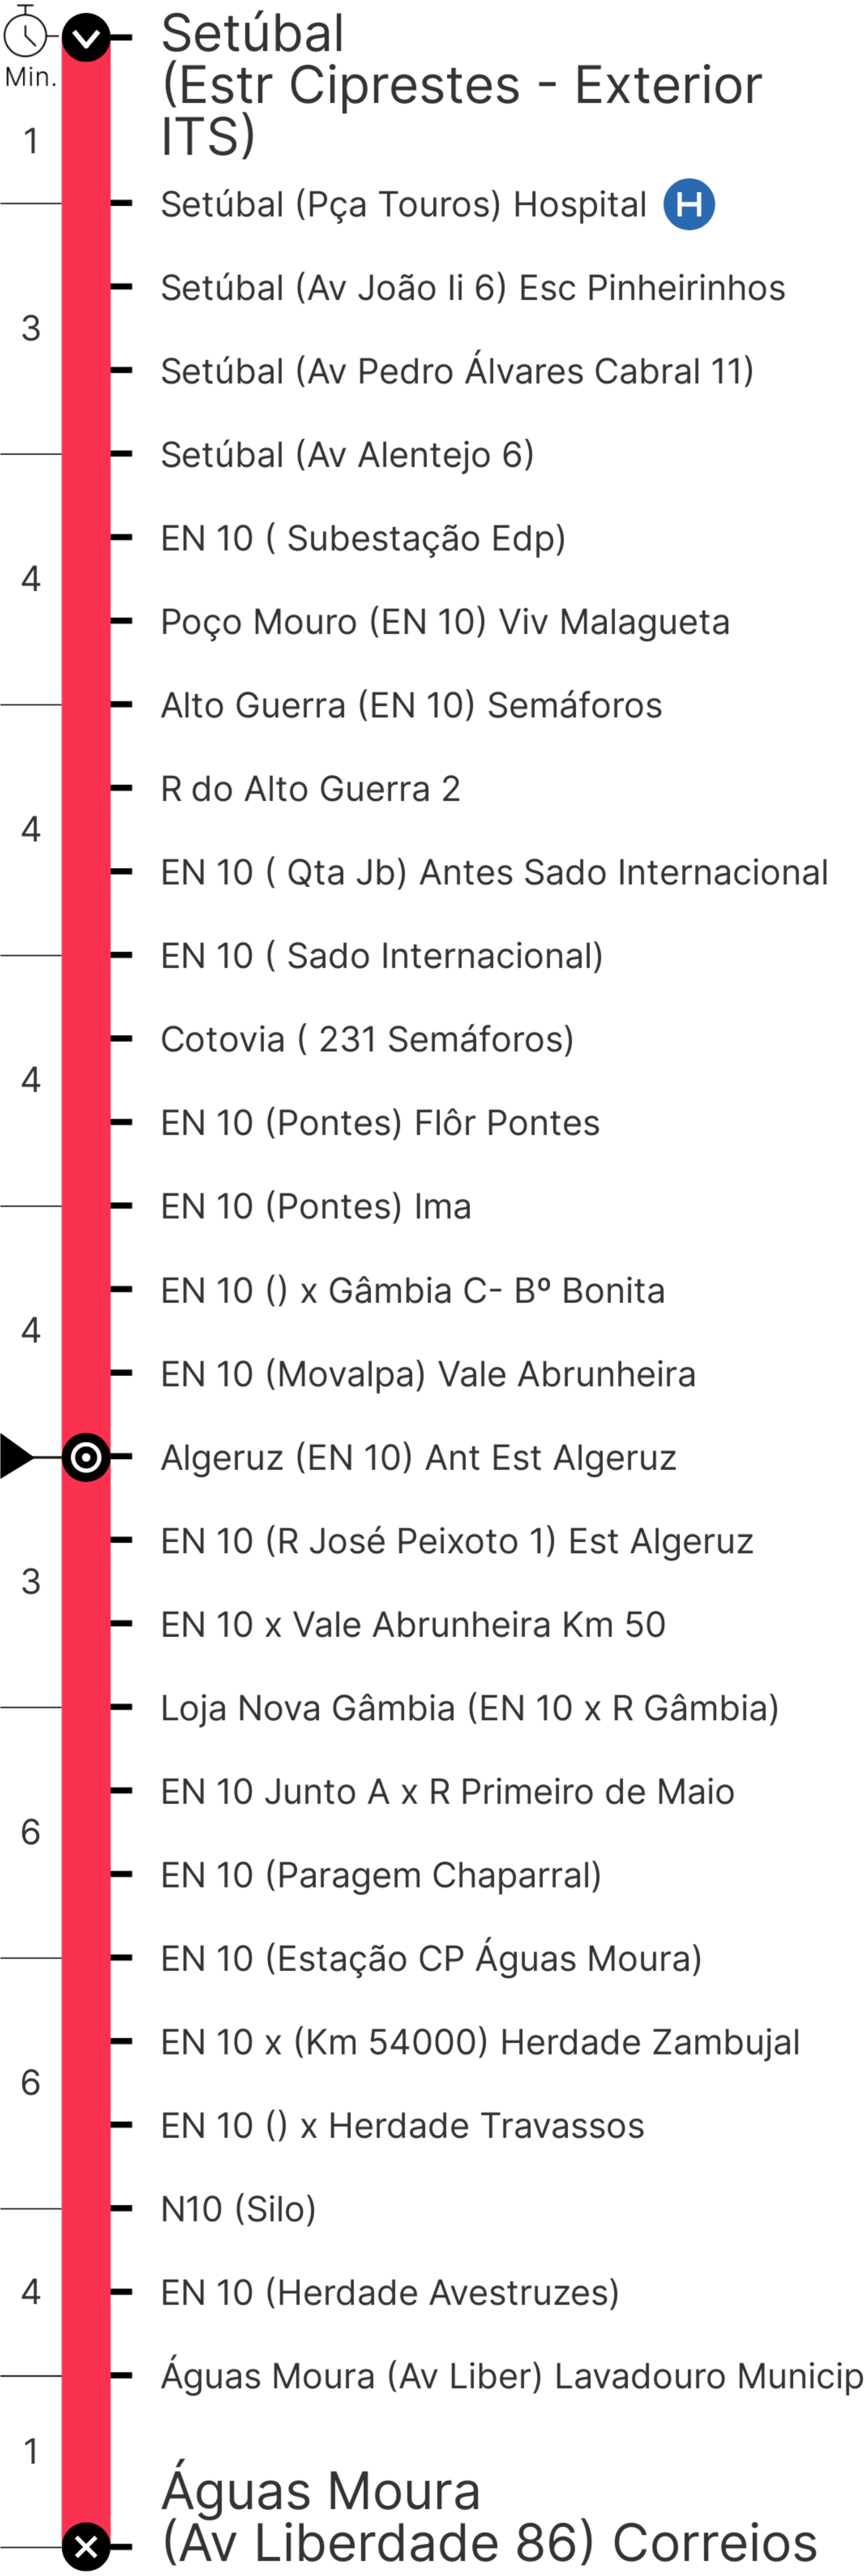 Setúbal
(Estr Ciprestes - Exterior
ITS)
Min.
1
Setúbal (Pça Touros) Hospital H
Setúbal (Av João Ii 6) Esc Pinheirinhos
3
Setúbal (Av Pedro Álvares Cabral 11)
Setúbal (Av Alentejo 6)
EN 10 ( Subestação Edp)
4
Poço Mouro (EN 10) Viv Malagueta
Alto Guerra (EN 10) Semáforos
R do Alto Guerra 2
4
EN 10 ( Qta Jb) Antes Sado Internacional
EN 10 ( Sado Internacional)
Cotovia ( 231 Semáforos)
4
EN 10 (Pontes) Flôr Pontes
EN 10 (Pontes) Ima
EN 10 () x Gâmbia C- Bº Bonita
4
EN 10 (Movalpa) Vale Abrunheira
Algeruz (EN 10) Ant Est Algeruz
EN 10 (R José Peixoto 1) Est Algeruz
3
EN 10 x Vale Abrunheira Km 50
Loja Nova Gâmbia (EN 10 x R Gâmbia)
EN 10 Junto A x R Primeiro de Maio
6
EN 10 (Paragem Chaparral)
EN 10 (Estação CP Águas Moura)
EN 10 x (Km 54000) Herdade Zambujal
6
EN 10 () x Herdade Travassos
N10 (Silo)
4
EN 10 (Herdade Avestruzes)
Águas Moura (Av Liber) Lavadouro Municip
1
Águas Moura
(Av Liberdade 86) Correios